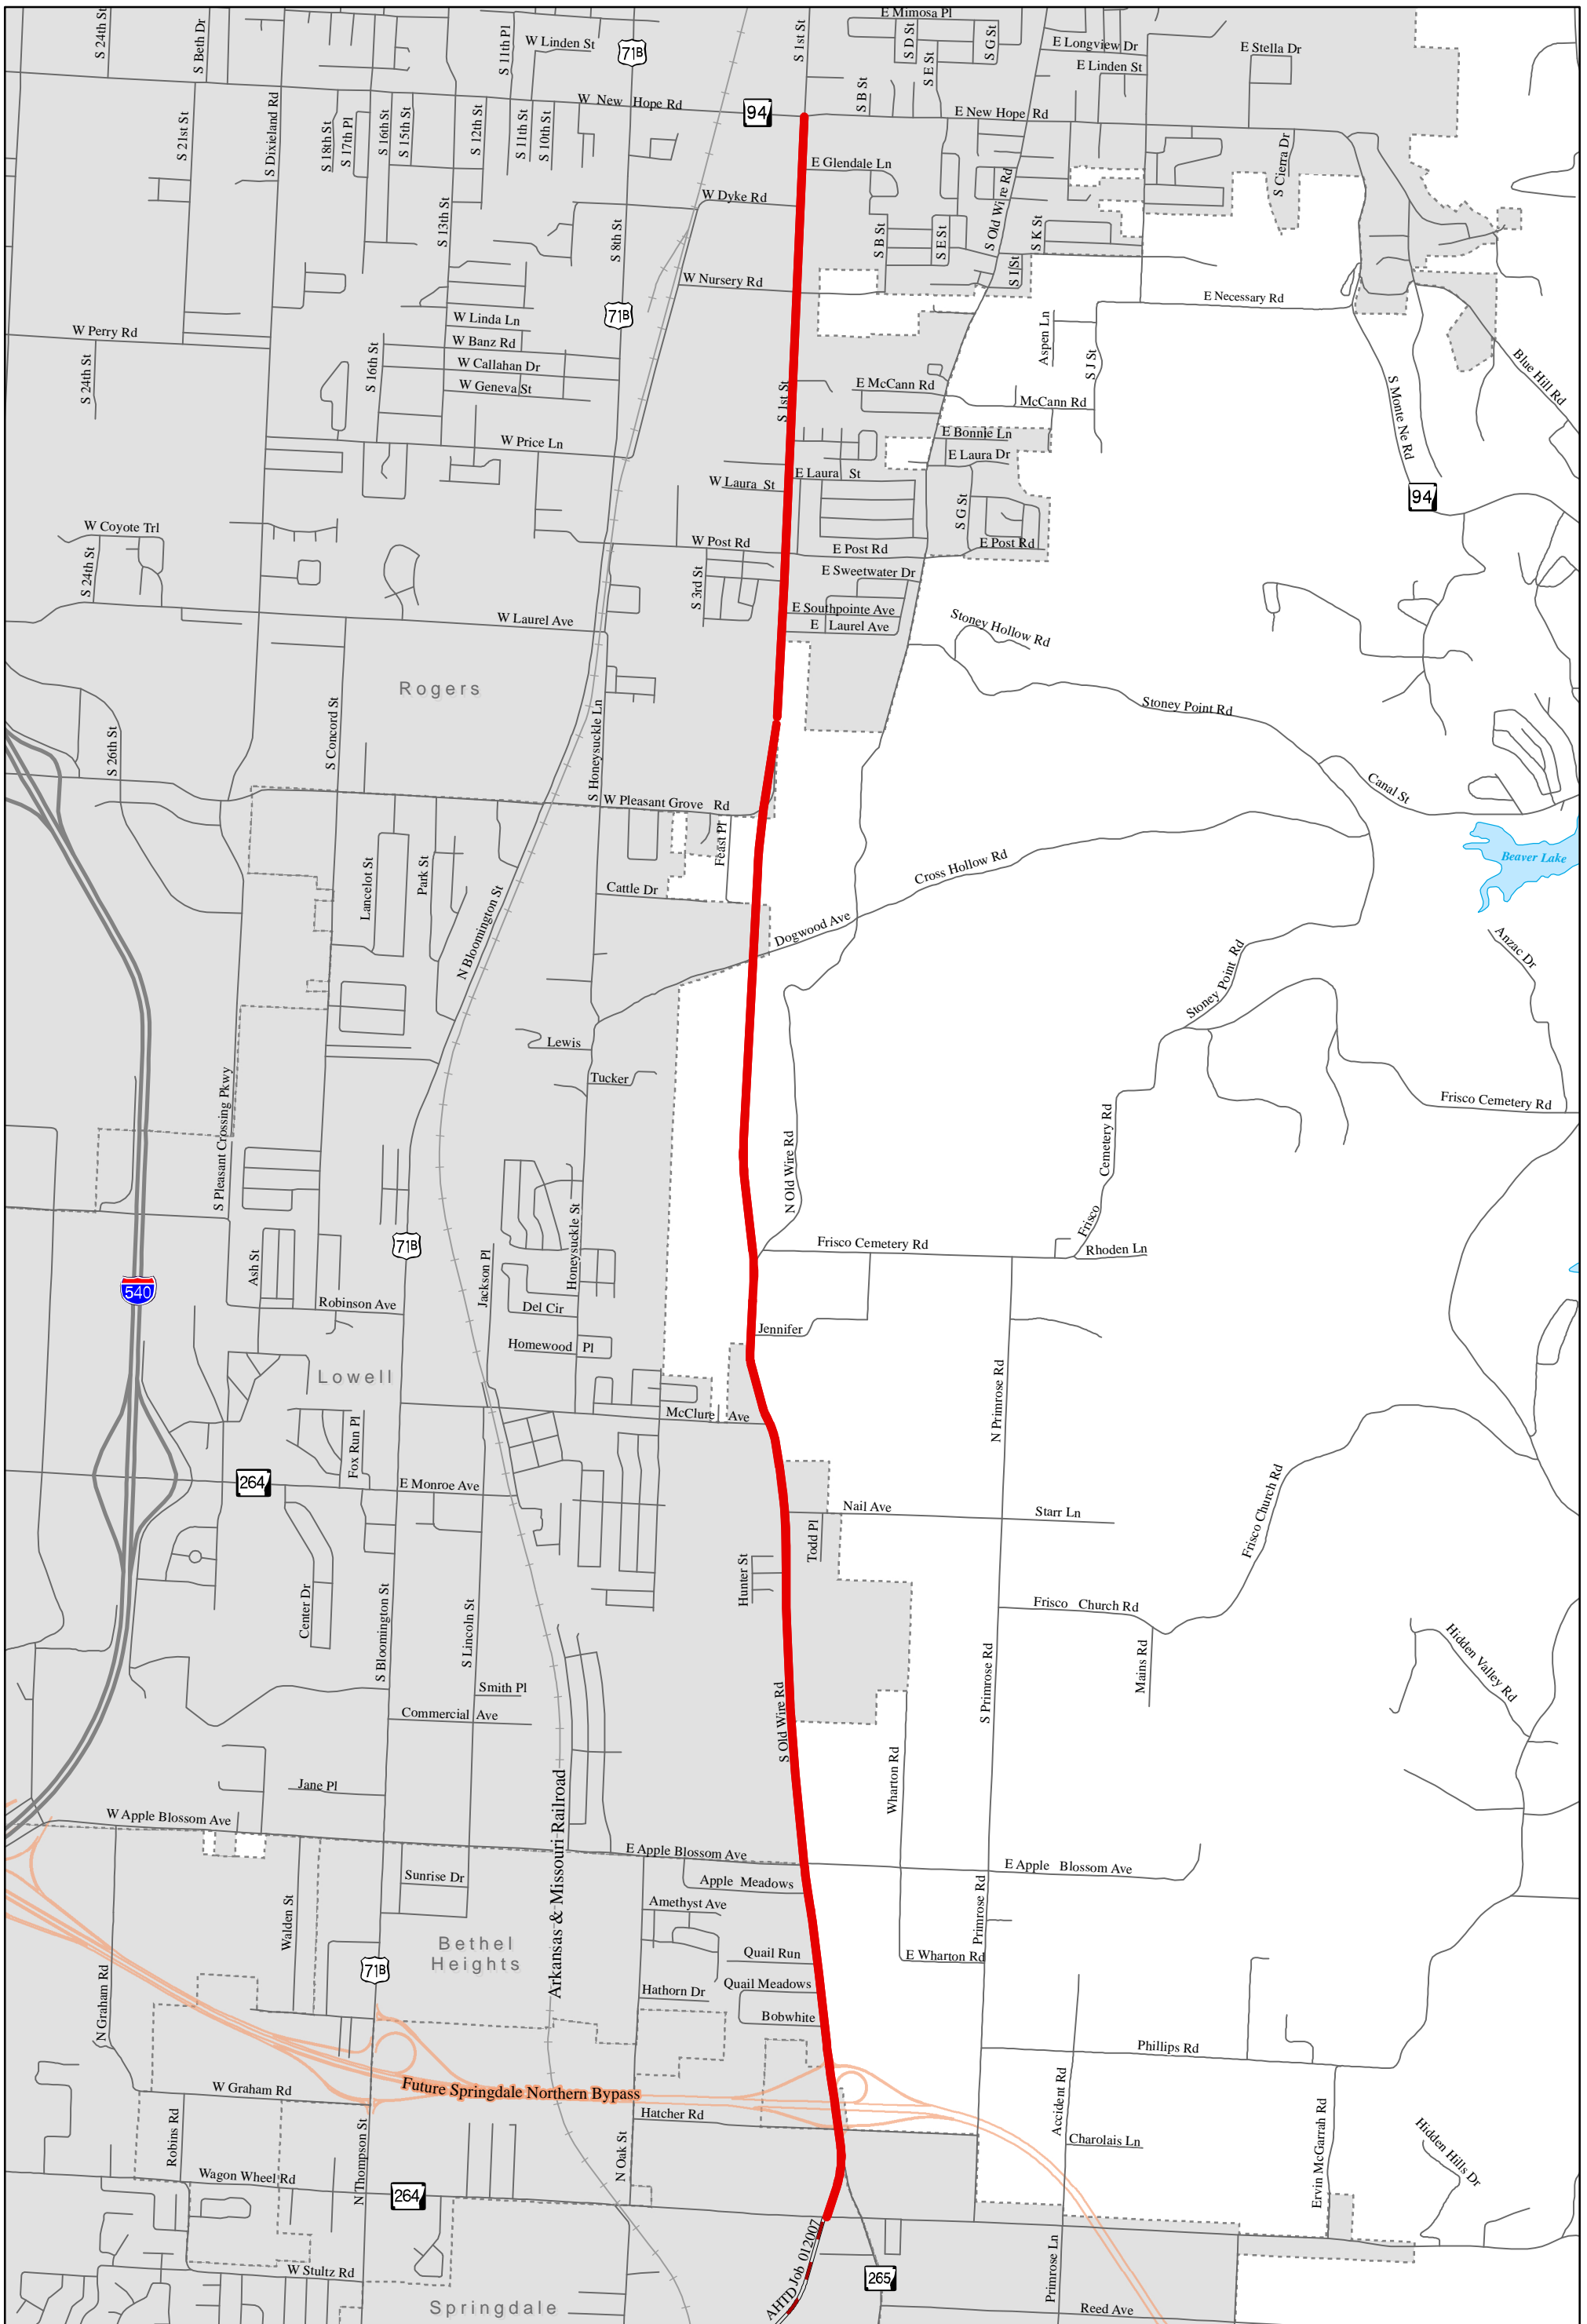 E Mimosa Pl
S 24th St
S Beth Dr
S 11th Pl
W Linden St
71B
S 1st St
S D St
S G St
E Longview Dr
E Stella Dr
S E St
E Linden St
S B St
W New Hope Rd
94
E New Hope Rd
S 21st St
S Dixieland Rd
S 18th St
S 17th Pl
S 16th St
S 15th St
S 12th St
S 11th St
S 10th St
E Glendale Ln
S Cierra Dr
W Dyke Rd
S Old Wire Rd
S 13th St
S 8th St
S B St
S E St
S K St
S I St
W Nursery Rd
E Necessary Rd
71B
W Linda Ln
W Perry Rd
W Banz Rd
Aspen Ln
S J St
Blue Hill Rd
S 24th St
S 16th St
W Callahan Dr
W Geneva St
S 1st St
E McCann Rd
McCann Rd
S Monte Ne Rd
W Price Ln
E Bonnie Ln
E Laura Dr
W Laura St
E Laura St
94
S G St
W Coyote Trl
W Post Rd
E Post Rd
E Post Rd
S 24th St
S 3rd St
E Sweetwater Dr
E Southpointe Ave
W Laurel Ave
E Laurel Ave
Stoney Hollow Rd
Rogers
Stoney Point Rd
S 26th St
S Concord St
S Honeysuckle Ln
Canal St
W Pleasant Grove Rd
Feast Pl
Beaver Lake
Lancelot St
Park St
Cattle Dr
Cross Hollow Rd
N Bloomington St
Dogwood Ave
Anzac Dr
Stoney Point Rd
Lewis
Tucker
S Pleasant Crossing Pkwy
Frisco Cemetery Rd
N Old Wire Rd
Frisco Cemetery Rd
71B
Honeysuckle St
Frisco Cemetery Rd
Rhoden Ln
Ash St
Jackson Pl
540
Robinson Ave
Del Cir
Jennifer
Homewood Pl
Lowell
N Primrose Rd
McClure Ave
Fox Run Pl
264
E Monroe Ave
Nail Ave
Starr Ln
Frisco Church Rd
Todd Pl
Hunter St
Center Dr
S Bloomington St
S Lincoln St
Frisco Church Rd
Mains Rd
Hidden Valley Rd
S Primrose Rd
Smith Pl
Commercial Ave
S Old Wire Rd
Wharton Rd
Jane Pl
Arkansas & Missouri Railroad
W Apple Blossom Ave
E Apple Blossom Ave
E Apple Blossom Ave
Sunrise Dr
Apple Meadows
Walden St
Amethyst Ave
Primrose Rd
Bethel
Heights
Quail Run
E Wharton Rd
71B
Quail Meadows
Hathorn Dr
Bobwhite
N Graham Rd
Phillips Rd
Future Springdale Northern Bypass
W Graham Rd
Hatcher Rd
Accident Rd
Ervin McGarrah Rd
Robins Rd
N Thompson St
N Oak St
Charolais Ln
Hidden Hills Dr
Wagon Wheel Rd
264
AHTD Job 012007
W Stultz Rd
265
Primrose Ln
Springdale
Reed Ave